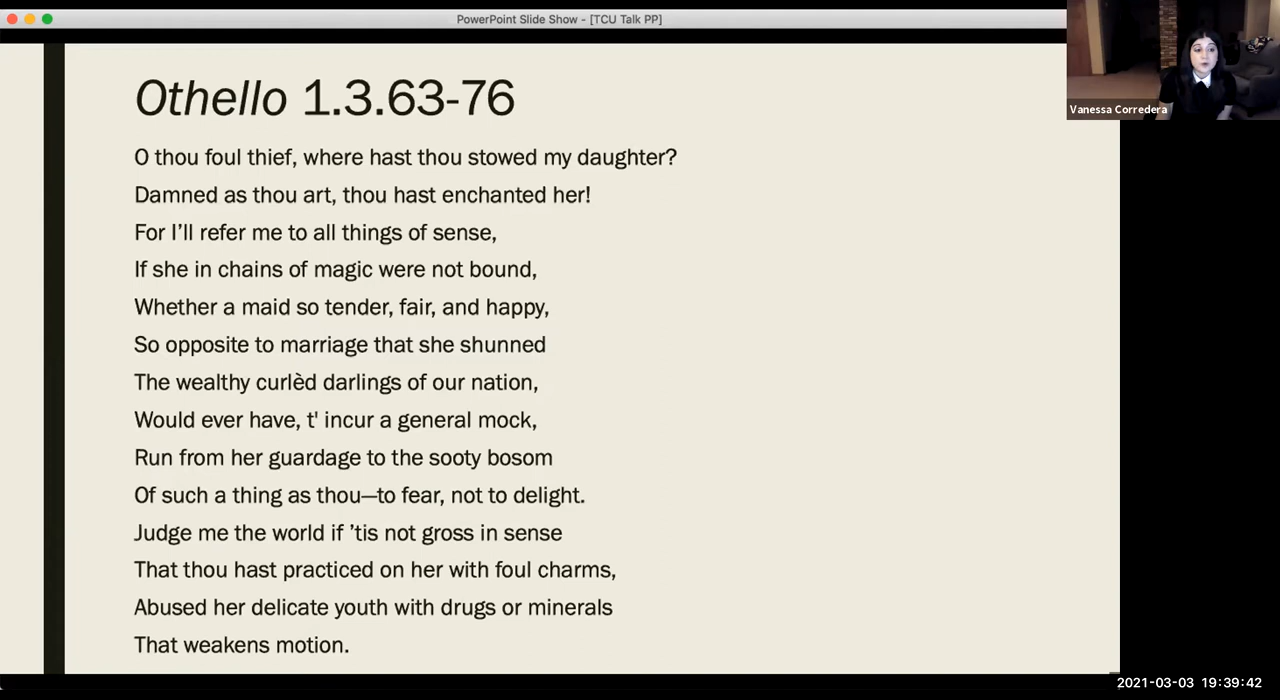 PowerPoint Slide Show - [TCU Talk PP]
Vanessa Corredera
Othello 1.3.63-76
O thou foul thief, where hast thou stowed my daughter?
Damned as thou art, thou hast enchanted her!
For I’ll refer me to all things of sense,
If she in chains of magic were not bound,
Whether a maid so tender, fair, and happy,
So opposite to marriage that she shunned
The wealthy curlèd darlings of our nation,
Would ever have, t' incur a general mock,
Run from her guardage to the sooty bosom
Of such a thing as thou—to fear, not to delight.
Judge me the world if ’tis not gross in sense
That thou hast practiced on her with foul charms,
Abused her delicate youth with drugs or minerals
That weakens motion.
2021-03-03 19:39:42